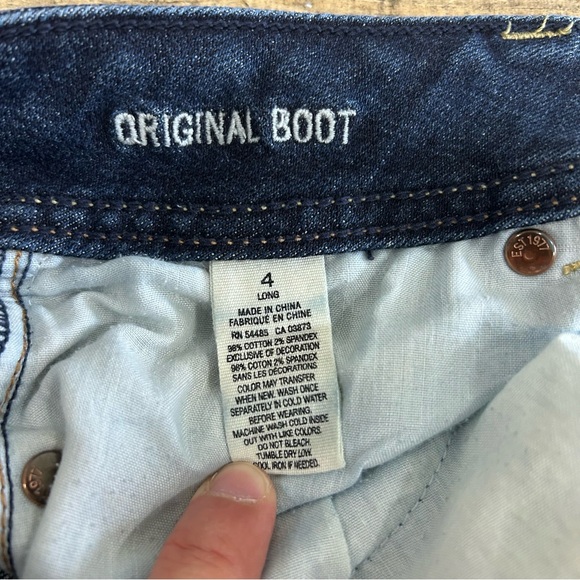 ORIGINAL BOOT
EST 1977
4
LONG
MADE IN CHINA
FABRIQUÉ EN CHINE
RN 54485 CA 03873
98% COTTON 2% SPANDEX
EXCLUSIVE OF DECORATION
98% COTON 2% SPANDEX
SANS LES DÉCORATIONS
COLOR MAY TRANSFER
WHEN NEW. WASH ONCE
SEPARATELY IN COLD WATER
BEFORE WEARING.
MACHINE WASH COLD INSIDE
OUT WITH LIKE COLORS.
DO NOT BLEACH.
TUMBLE DRY LOW.
COOL IRON IF NEEDED.